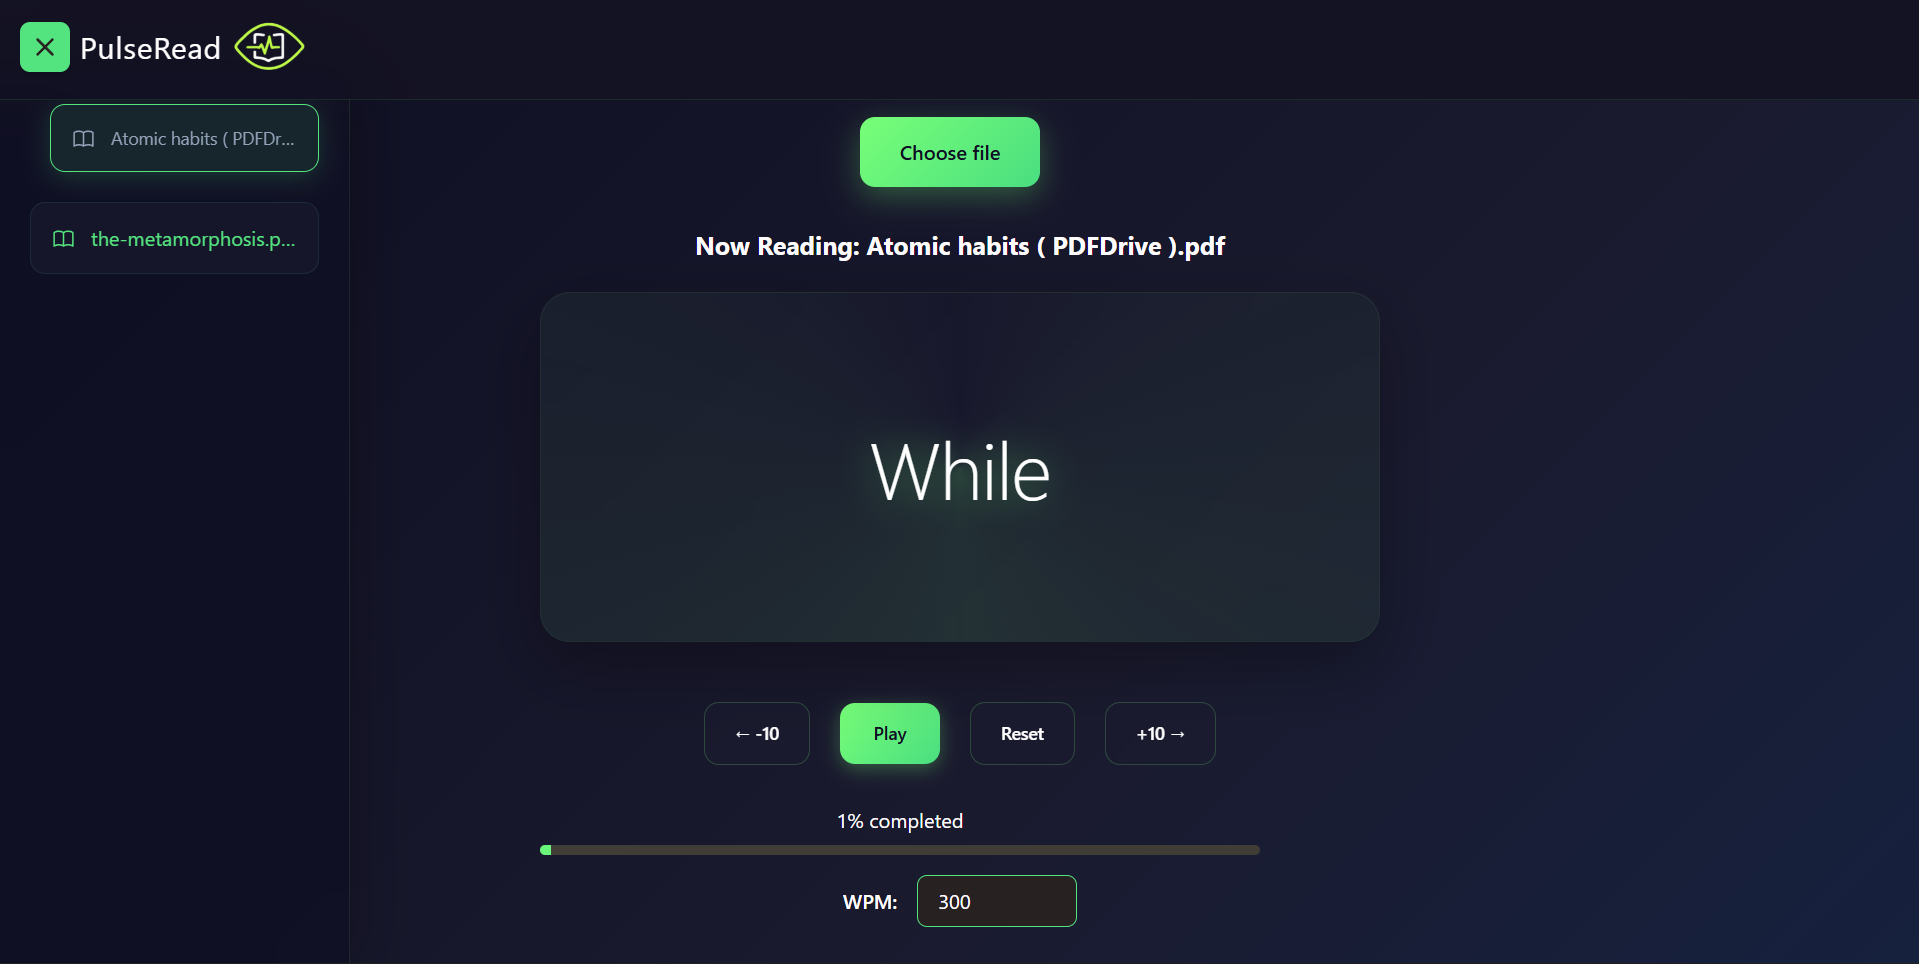 PulseRead
Atomic habits ( PDFDr...
the-metamorphosis.p...
Choose file
Now Reading: Atomic habits ( PDFDrive ).pdf
While
← -10
Play
Reset
+10 →
1% completed
WPM:
300